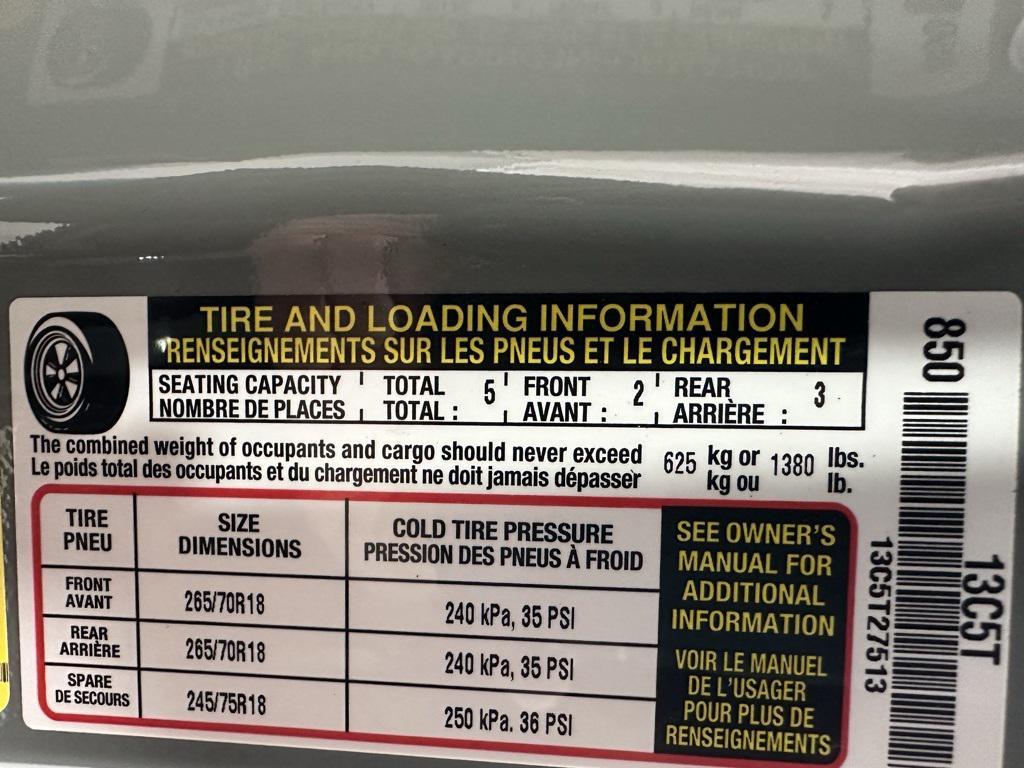 TIRE AND LOADING INFORMATION
RENSEIGNEMENTS SUR LES PNEUS ET LE CHARGEMENT
SEATING CAPACITY TOTAL 5 FRONT 2 REAR 3
NOMBRE DE PLACES TOTAL : AVANT : ARRIÈRE :
The combined weight of occupants and cargo should never exceed 625 kg or 1380 lbs.
Le poids total des occupants et du chargement ne doit jamais dépasser kg ou lb.
TIRE SIZE COLD TIRE PRESSURE
PNEU DIMENSIONS PRESSION DES PNEUS À FROID
FRONT
AVANT 265/70R18 240 kPa, 35 PSI
REAR
ARRIÈRE 265/70R18 240 kPa, 35 PSI
SPARE
DE SECOURS 245/75R18 250 kPa. 36 PSI
SEE OWNER'S
MANUAL FOR
ADDITIONAL
INFORMATION
VOIR LE MANUEL
DE L'USAGER
POUR PLUS DE
RENSEIGNEMENTS
850
13C5T
13C5T27513